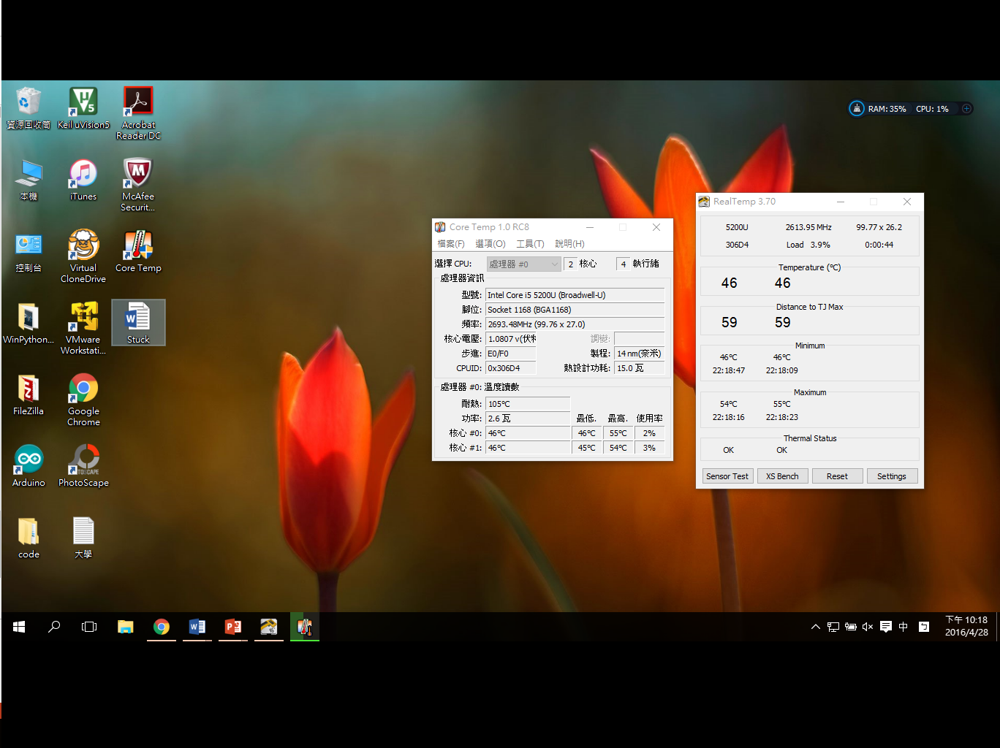 資源回收筒
Keil uVision5
Acrobat
Reader DC
本機
iTunes
McAfee
Securit...
控制台
Virtual
CloneDrive
Core Temp
WinPython...
VMware
Workstati...
Stuck
FileZilla
Google
Chrome
Arduino
PhotoScape
code
大學
RAM: 35% CPU: 1%
Core Temp 1.0 RC8
檔案(F) 選項(O) 工具(T) 說明(H)
選擇 CPU: 處理器 #0 2 核心 4 執行緒
處理器資訊
型號: Intel Core i5 5200U (Broadwell-U)
腳位: Socket 1168 (BGA1168)
頻率: 2693.48MHz (99.76 x 27.0)
核心電壓: 1.0807 v(伏特 調變:
步進: E0/F0 製程: 14 nm(奈米)
CPUID: 0x306D4 熱設計功耗: 15.0 瓦
處理器 #0: 溫度讀數
耐熱: 105℃
功率: 2.6 瓦 最低. 最高. 使用率
核心 #0: 46℃ 46℃ 55℃ 2%
核心 #1: 46℃ 45℃ 54℃ 3%
RealTemp 3.70
5200U 2613.95 MHz 99.77 x 26.2
306D4 Load 3.9% 0:00:44
Temperature (℃)
46 46
Distance to TJ Max
59 59
Minimum
46℃ 46℃
22:18:47 22:18:09
Maximum
54℃ 55℃
22:18:16 22:18:23
Thermal Status
OK OK
Sensor Test XS Bench Reset Settings
中
下午 10:18
2016/4/28